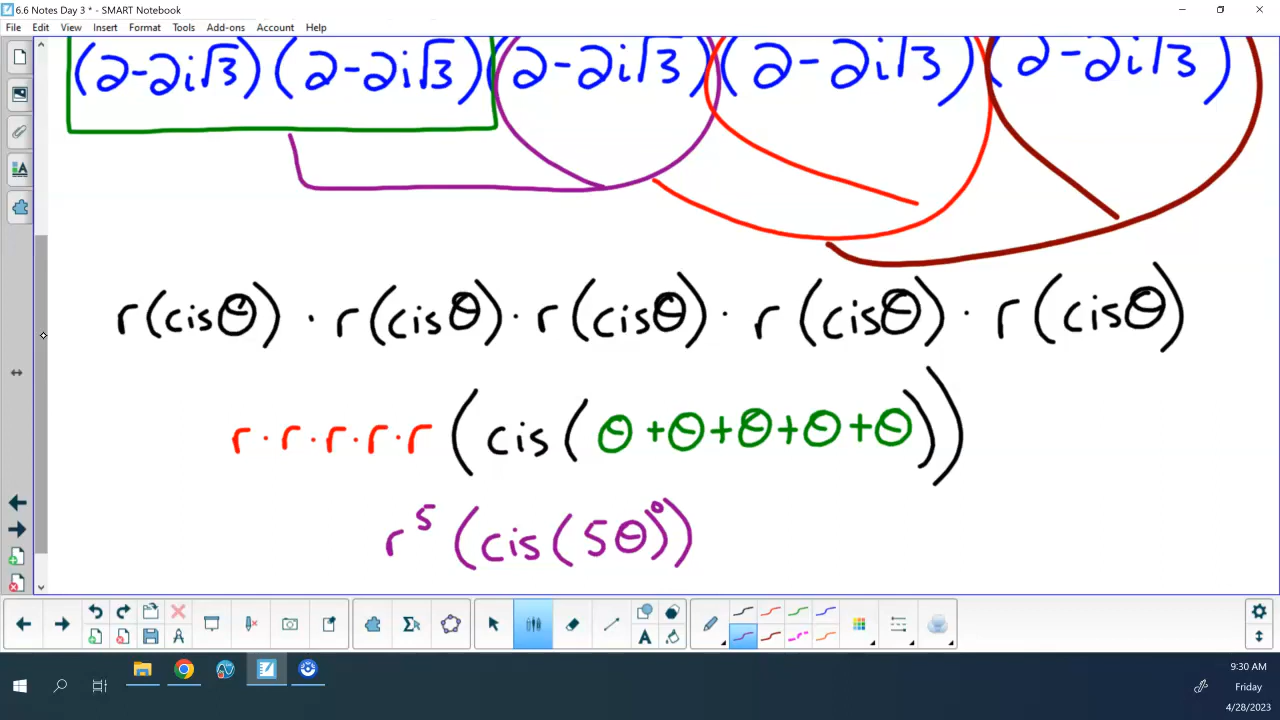 6.6 Notes Day 3 * - SMART Notebook
File Edit View Insert Format Tools Add-ons Account Help
(2-2i√3)(2-2i√3)(2-2i√3)(2-2i√3)(2-2i√3)
r(cisθ) · r(cisθ) · r(cisθ) · r(cisθ) · r(cisθ)
r·r·r·r·r (cis(θ+θ+θ+θ+θ))
r⁵ (cis(5θ)°)
9:30 AM
Friday
4/28/2023